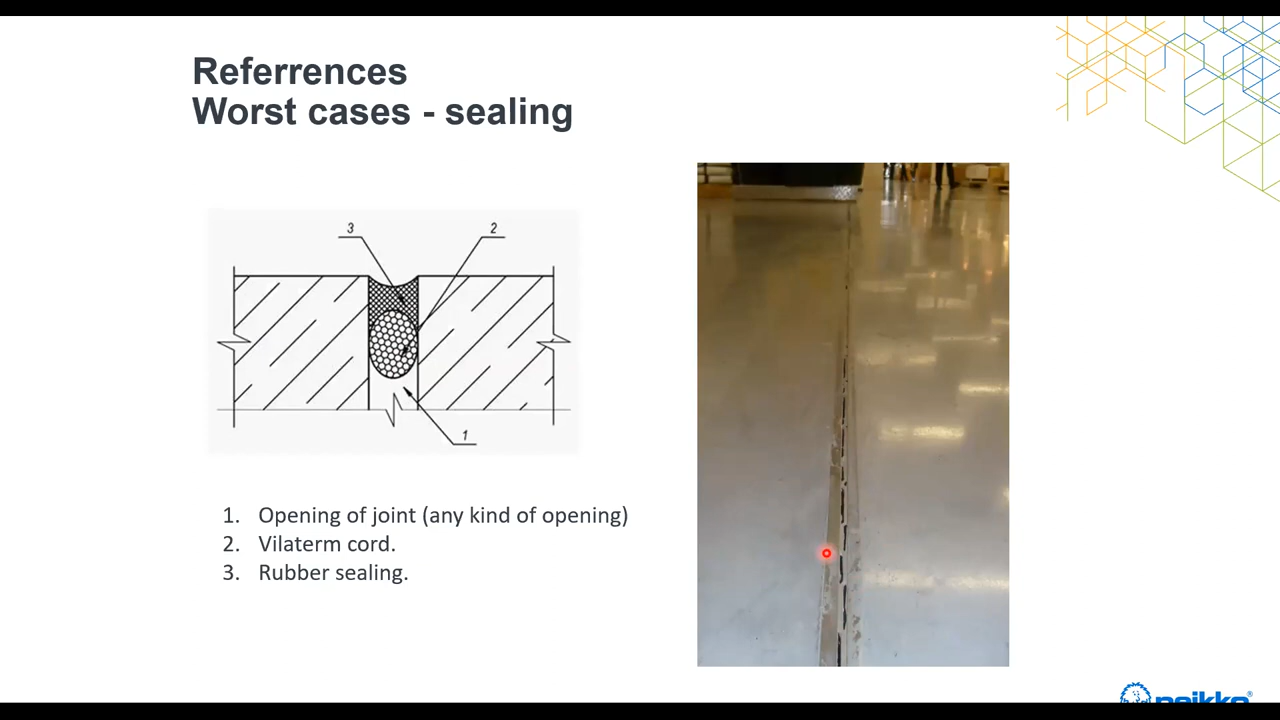 Referrences
Worst cases - sealing
3
2
1
1. Opening of joint (any kind of opening)
2. Vilaterm cord.
3. Rubber sealing.
peikko®